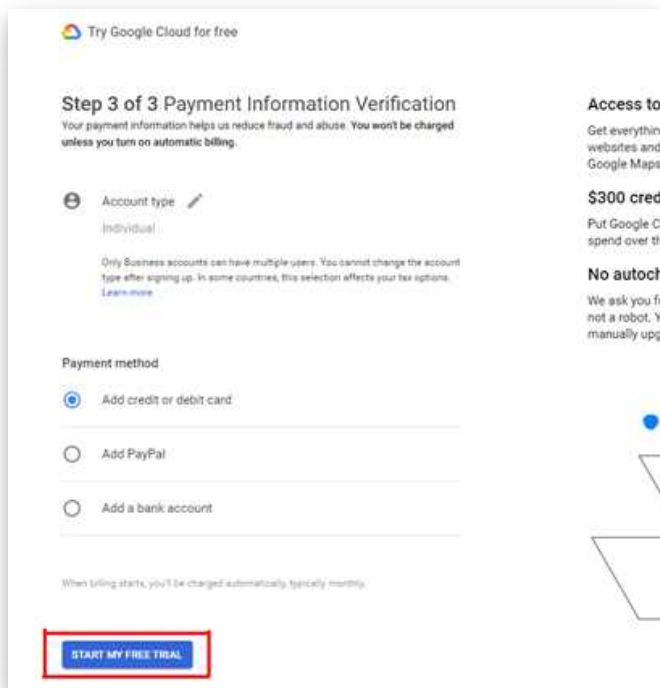 Try Google Cloud for free
Step 3 of 3 Payment Information Verification
Your payment information helps us reduce fraud and abuse. You won't be charged
unless you turn on automatic billing.
Account type
Individual
Only Business accounts can have multiple users. You cannot change the account
type after signing up. In some countries, this selection affects your tax options.
Learn more
Payment method
Add credit or debit card
Add PayPal
Add a bank account
When billing starts, you'll be charged automatically, typically monthly.
START MY FREE TRIAL
Access to
Get everythin
websites and
Google Maps
$300 cred
Put Google C
spend over th
No autoch
We ask you f
not a robot. Y
manually upg